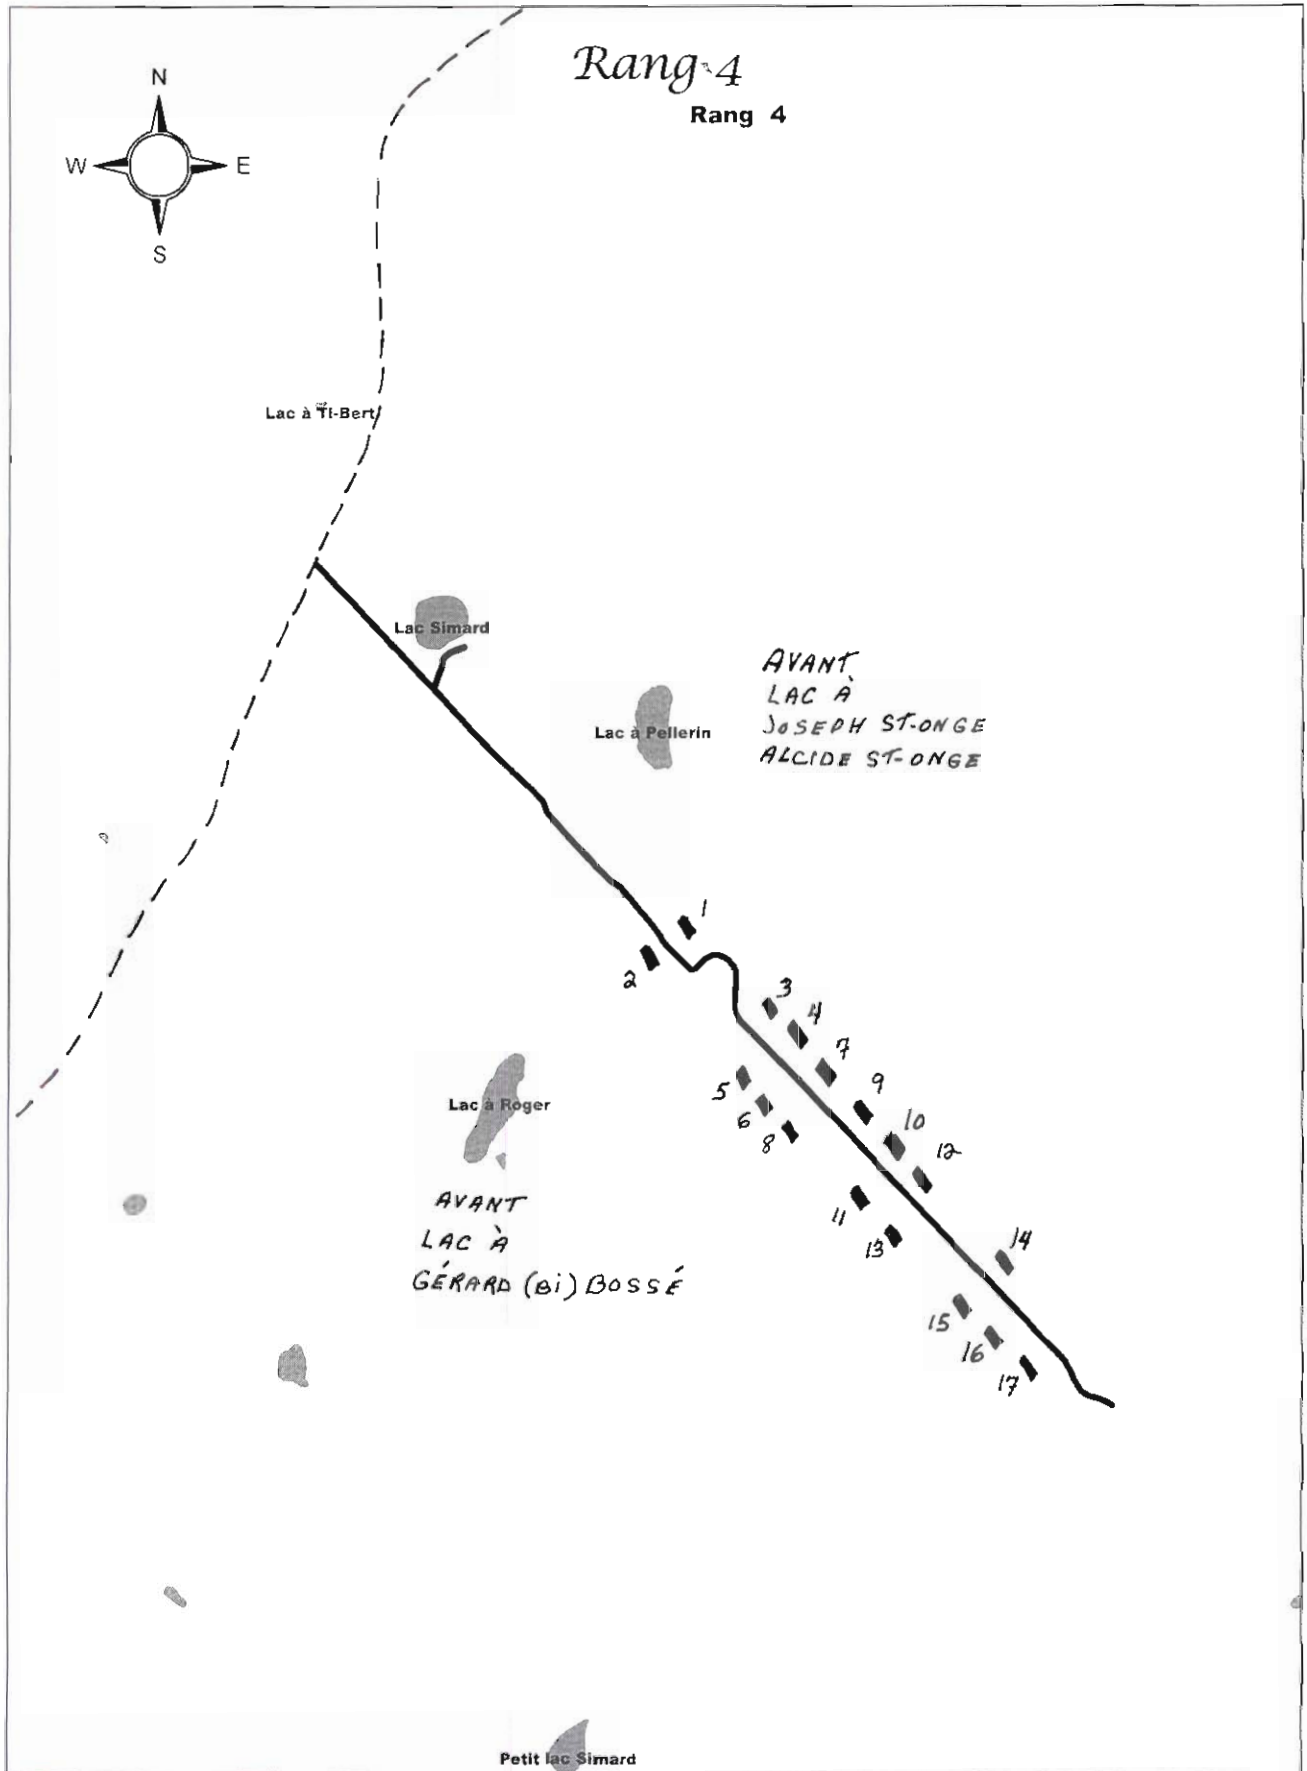 Rang 4
Rang 4
N
W E
S
Lac à Ti-Bert
Lac Simard
Lac à Pellerin
AVANT
LAC À
JOSEPH ST-ONGE
ALCIDE ST-ONGE
1
2
3
4
7
5
9
6
10
8
12
11
13
14
15
16
17
Lac à Roger
AVANT
LAC À
GÉRARD (Bi) BOSSÉ
Petit lac Simard